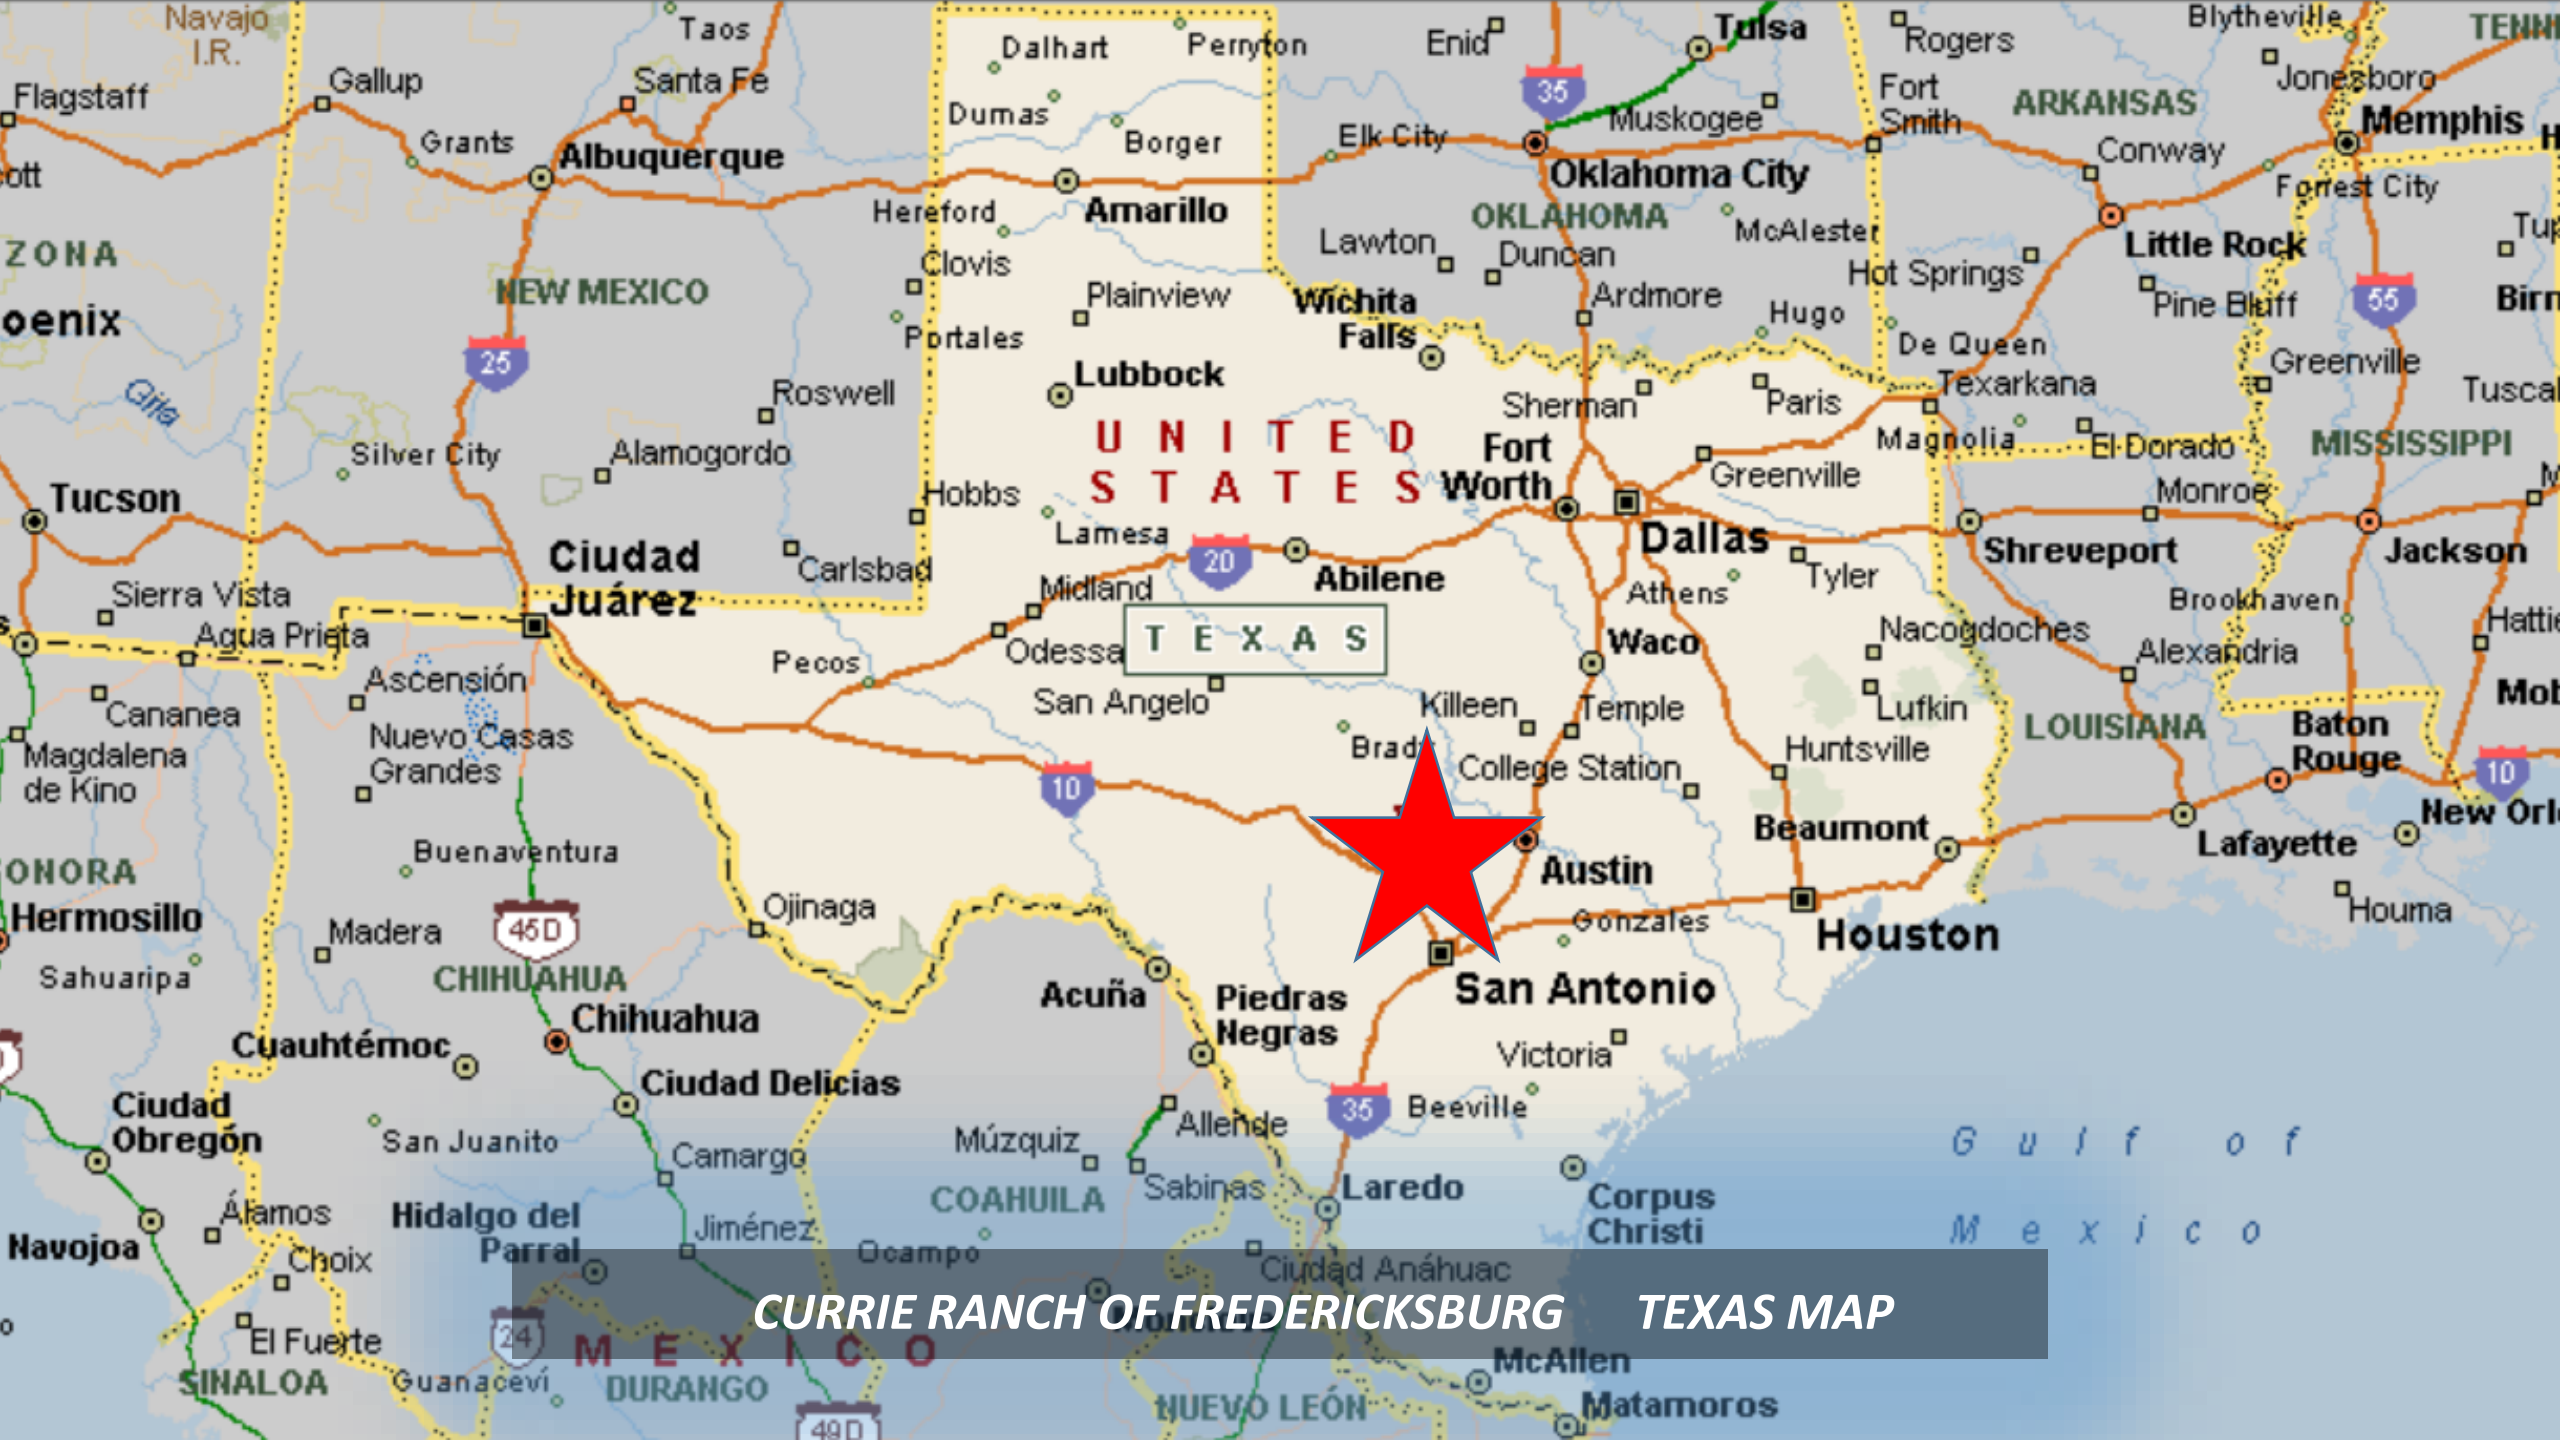 Navajo
I.R.
Taos
Dalhart
Perryton
Enid
Tulsa
Rogers
Blytheville
Flagstaff
Gallup
Santa Fe
35
Fort
Smith
ARKANSAS
Jonesboro
Dumas
Borger
Elk City
Muskogee
Memphis
Grants
Albuquerque
Oklahoma City
Conway
Forrest City
Hereford
Amarillo
OKLAHOMA
McAlester
Little Rock
ZONA
Clovis
Lawton
Duncan
Hot Springs
NEW MEXICO
Plainview
Wichita
Falls
Ardmore
Hugo
Pine Bluff
55
oenix
Portales
De Queen
Greenville
25
Lubbock
Texarkana
Gila
Roswell
Sherman
Paris
UNITED
STATES
Fort
Worth
Magnolia
El Dorado
MISSISSIPPI
Silver City
Alamogordo
Greenville
Tucson
Hobbs
Monroe
Lamesa
Dallas
Ciudad
Juárez
Carlsbad
20
Abilene
Tyler
Shreveport
Jackson
Sierra Vista
Midland
Athens
Brookhaven
Agua Prieta
TEXAS
Waco
Nacogdoches
Pecos
Odessa
Alexandria
Ascensión
San Angelo
Killeen
Temple
Lufkin
Cananea
LOUISIANA
Baton
Rouge
Magdalena
de Kino
Nuevo Casas
Grandes
Brady
College Station
Huntsville
10
10
Buenaventura
Beaumont
New Orl
ONORA
Austin
Lafayette
Hermosillo
Madera
45D
Ojinaga
Gonzales
Houston
Houma
Sahuaripa
CHIHUAHUA
Acuña
Piedras
Negras
San Antonio
Cuauhtémoc
Chihuahua
Victoria
Ciudad
Obregón
Ciudad Delicias
35
Beeville
San Juanito
Camargo
Múzquiz
Allende
Gulf of
Mexico
Álamos
Hidalgo del
Parral
Jiménez
COAHUILA
Sabinas
Laredo
Corpus
Christi
Navojoa
Choix
Ocampo
Ciudad Anáhuac
CURRIE RANCH OF FREDERICKSBURG TEXAS MAP
El Fuerte
24
MEXICO
McAllen
SINALOA
Guanaceví
DURANGO
NUEVO LEÓN
Matamoros
49D